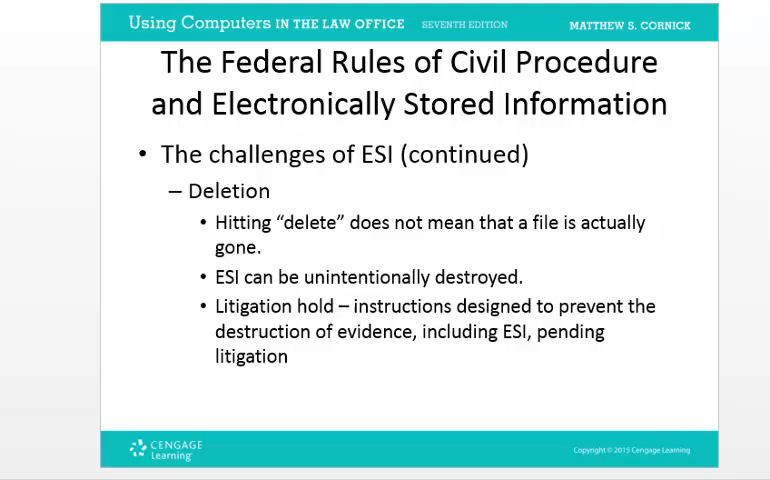 Using Computers IN THE LAW OFFICE SEVENTH EDITION MATTHEW S. CORNICK
The Federal Rules of Civil Procedure
and Electronically Stored Information
• The challenges of ESI (continued)
– Deletion
• Hitting “delete” does not mean that a file is actually
gone.
• ESI can be unintentionally destroyed.
• Litigation hold – instructions designed to prevent the
destruction of evidence, including ESI, pending
litigation
CENGAGE
Learning™
Copyright © 2015 Cengage Learning